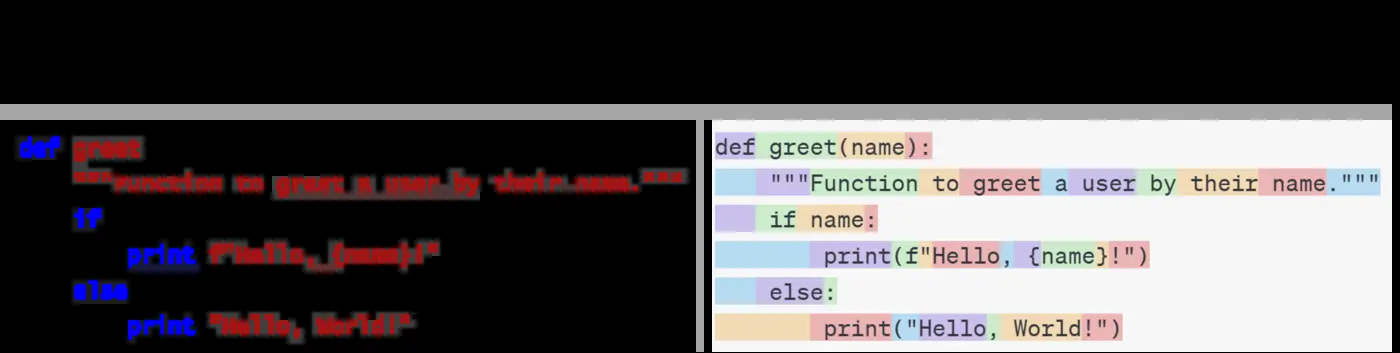 def greet
"""Function to greet a user by their name."""
if
print f"Hello, {name}!"
else
print "Hello, World!"
def greet(name):
"""Function to greet a user by their name."""
if name:
print(f"Hello, {name}!")
else:
print("Hello, World!")